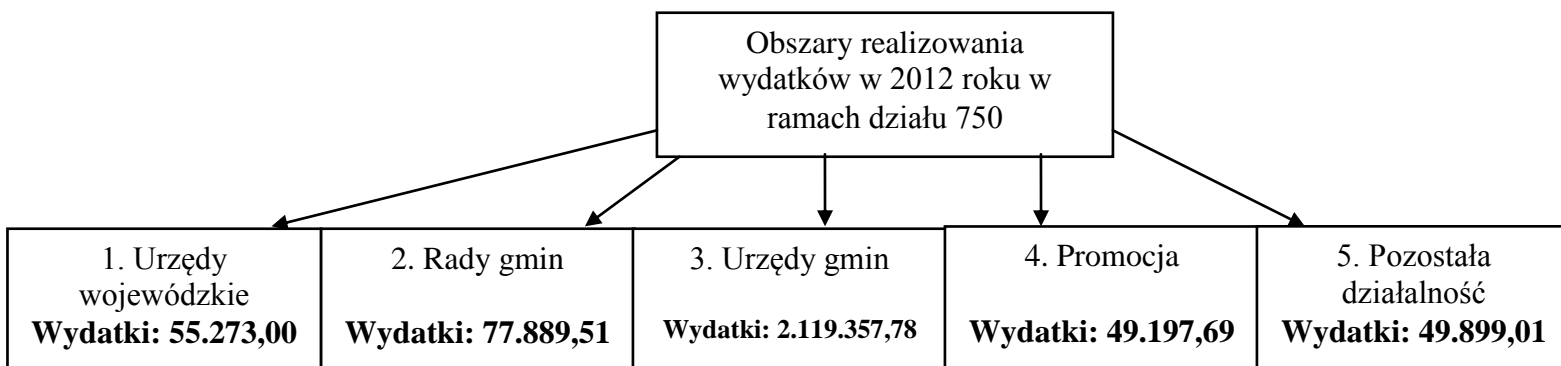 Obszary realizowania
wydatków w 2012 roku w
ramach działu 750
1. Urzędy
wojewódzkie
Wydatki: 55.273,00
2. Rady gmin
Wydatki: 77.889,51
3. Urzędy gmin
Wydatki: 2.119.357,78
4. Promocja
Wydatki: 49.197,69
5. Pozostała
działalność
Wydatki: 49.899,01